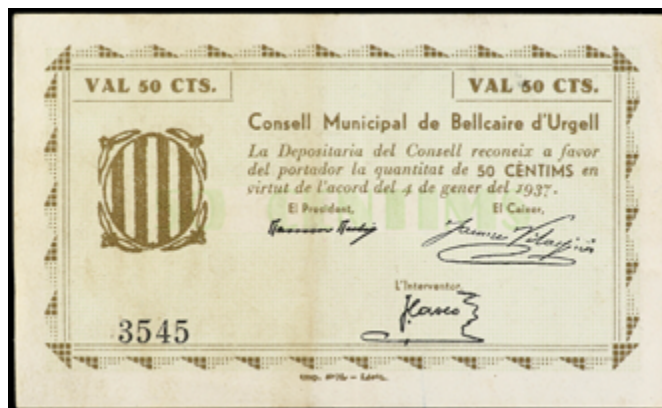 VAL 50 CTS.
VAL 50 CTS.
Consell Municipal de Bellcaire d'Urgell
La Depositaria del Consell reconeix a favor
del portador la quantitat de 50 CÈNTIMS en
virtut de l'acord del 4 de gener del 1937.
El President,
El Caixer,
L'Interventor,
3545